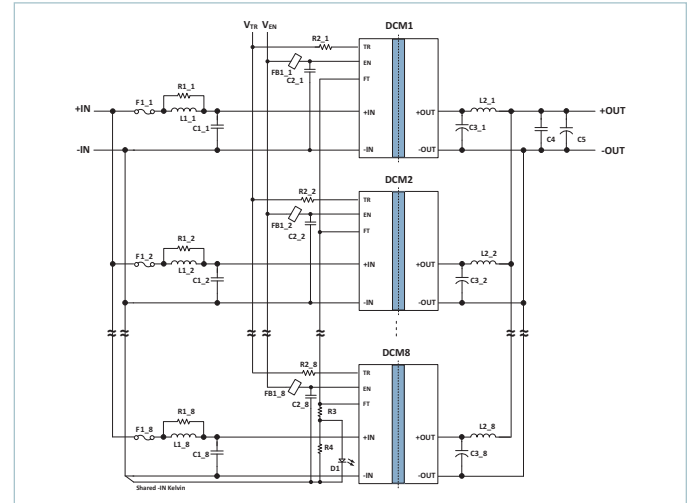 VTR VEN
DCM1
R2_1
TR
EN
FB1_1
C2_1
FT
R1_1
F1_1
+IN
L1_1
C1_1
+IN
+OUT
L2_1
+OUT
C3_1
C4
C5
-IN
-IN
-OUT
-OUT
DCM2
R2_2
TR
EN
FB1_2
C2_2
FT
R1_2
F1_2
L1_2
C1_2
+IN
+OUT
L2_2
C3_2
-IN
-OUT
DCM8
R2_8
TR
EN
FB1_8
C2_8
FT
R3
R1_8
F1_8
L1_8
C1_8
R4
+IN
+OUT
L2_8
C3_8
D1
-IN
-OUT
Shared -IN Kelvin